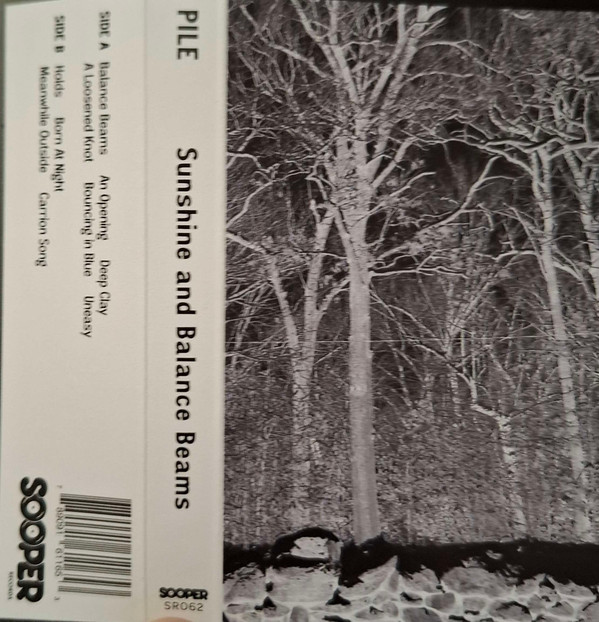 PILE Sunshine and Balance Beams
SOOPER
SR062
SIDE A Balance Beams An Opening Deep Clay
A Loosened Knot Bouncing in Blue Uneasy
SIDE B Holds Born At Night
Meanwhile Outside Carrion Song
SOOPER
RECORDS